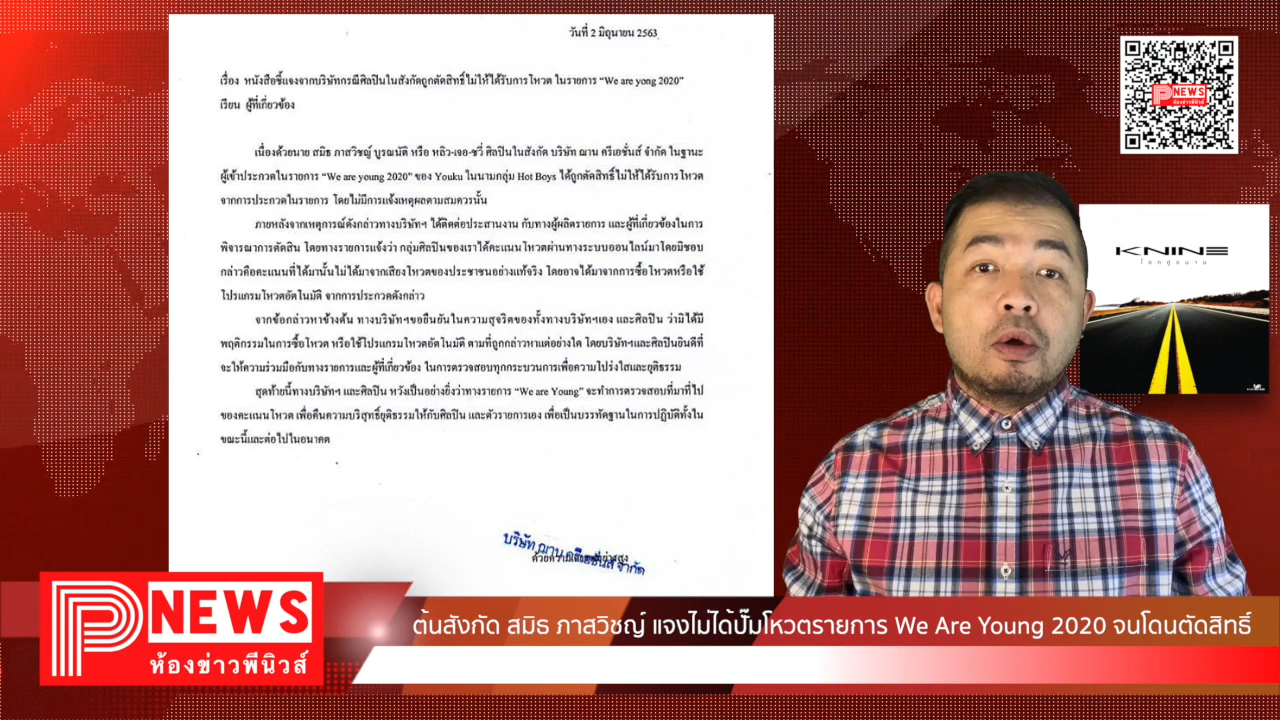 วันที่ 2 มิถุนายน 2563
เรื่อง หนังสือชี้แจงจากบริษัทกรณีศิลปินในสังกัดถูกตัดสิทธิ์ไม่ให้ได้รับการโหวต ในรายการ “We are yong 2020”
เรียน ผู้ที่เกี่ยวข้อง
เนื่องด้วยนาย สมิธ ภาสวิชญ์ บูรณนัติ หรือ หลิว-เจอ-ชวี่ ศิลปินในสังกัด บริษัท ฌาน ครีเอชั่นส์ จำกัด ในฐานะ
ผู้เข้าประกวดในรายการ “We are young 2020” ของ Youku ในนามกลุ่ม Hot Boys ได้ถูกตัดสิทธิ์ไม่ให้ได้รับการโหวต
จากการประกวดในรายการ โดยไม่มีการแจ้งเหตุผลตามสมควรนั้น
ภายหลังจากเหตุการณ์ดังกล่าวทางบริษัทฯ ได้ติดต่อประสานงาน กับทางผู้ผลิตรายการ และผู้ที่เกี่ยวข้องในการ
พิจารณาการตัดสิน โดยทางรายการแจ้งว่า กลุ่มศิลปินของเราได้คะแนนโหวตผ่านทางระบบออนไลน์มาโดยมิชอบ
กล่าวคือคะแนนที่ได้มานั้นไม่ได้มาจากเสียงโหวตของประชาชนอย่างแท้จริง โดยอาจได้มาจากการซื้อโหวตหรือใช้
โปรแกรมโหวตอัตโนมัติ จากการประกวดดังกล่าว
จากข้อกล่าวหาข้างต้น ทางบริษัทฯขอยืนยันในความสุจริตของทั้งทางบริษัทฯเอง และศิลปิน ว่ามิได้มี
พฤติกรรมในการซื้อโหวต หรือใช้โปรแกรมโหวตอัตโนมัติ ตามที่ถูกกล่าวหาแต่อย่างใด โดยบริษัทฯและศิลปินยินดีที่
จะให้ความร่วมมือกับทางรายการและผู้ที่เกี่ยวข้อง ในการตรวจสอบทุกกระบวนการเพื่อความโปร่งใสและยุติธรรม
สุดท้ายนี้ทางบริษัทฯ และศิลปิน หวังเป็นอย่างยิ่งว่าทางรายการ “We are Young” จะทำการตรวจสอบที่มาที่ไป
ของคะแนนโหวต เพื่อคืนความบริสุทธิ์ยุติธรรมให้กับศิลปิน และตัวรายการเอง เพื่อเป็นบรรทัดฐานในการปฏิบัติทั้งใน
ขณะนี้และต่อไปในอนาคต
บริษัท ฌาน ครีเอชั่นส์ จำกัด
P NEWS
ห้องข่าวพีนิวส์
KNINE
โลกคู่ขนาน
P NEWS
ห้องข่าวพีนิวส์
ต้นสังกัด สมิธ ภาสวิชญ์ แจงไม่ได้ปั๊มโหวตรายการ We Are Young 2020 จนโดนตัดสิทธิ์